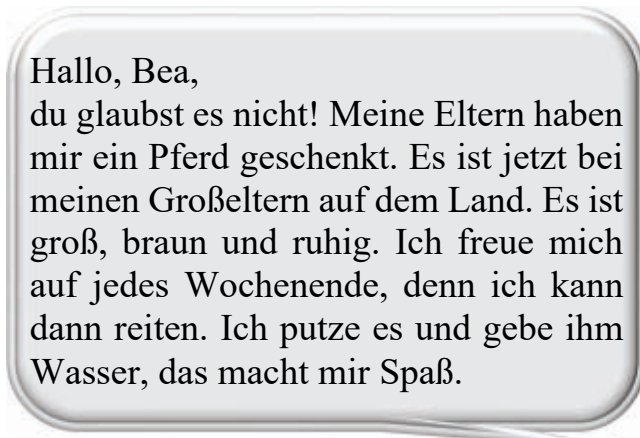 Hallo, Bea,
du glaubst es nicht! Meine Eltern haben
mir ein Pferd geschenkt. Es ist jetzt bei
meinen Großeltern auf dem Land. Es ist
groß, braun und ruhig. Ich freue mich
auf jedes Wochenende, denn ich kann
dann reiten. Ich putze es und gebe ihm
Wasser, das macht mir Spaß.